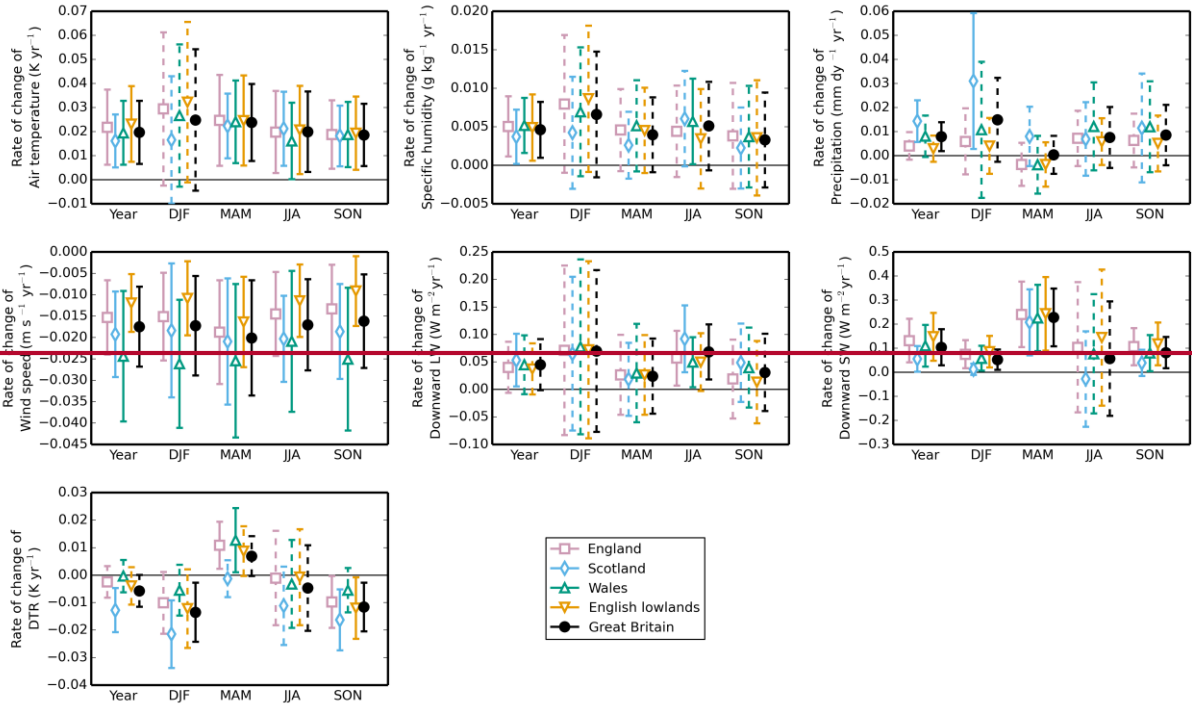 Rate of change of
Air temperature (K yr⁻¹)
0.07
0.06
0.05
0.04
0.03
0.02
0.01
0.00
−0.01
Year DJF MAM JJA SON
Rate of change of
Specific humidity (g kg⁻¹ yr⁻¹)
0.020
0.015
0.010
0.005
0.000
−0.005
Year DJF MAM JJA SON
Rate of change of
Precipitation (mm dy⁻¹ yr⁻¹)
0.06
0.05
0.04
0.03
0.02
0.01
0.00
−0.01
−0.02
Year DJF MAM JJA SON
Rate of change of
Wind speed (m s⁻¹ yr⁻¹)
0.000
−0.005
−0.010
−0.015
−0.020
−0.025
−0.030
−0.035
−0.040
−0.045
Year DJF MAM JJA SON
Rate of change of
Downward LW (W m⁻² yr⁻¹)
0.25
0.20
0.15
0.10
0.05
0.00
−0.05
−0.10
Year DJF MAM JJA SON
Rate of change of
Downward SW (W m⁻² yr⁻¹)
0.5
0.4
0.3
0.2
0.1
0.0
−0.1
−0.2
−0.3
Year DJF MAM JJA SON
Rate of change of
DTR (K yr⁻¹)
0.03
0.02
0.01
0.00
−0.01
−0.02
−0.03
−0.04
Year DJF MAM JJA SON
England
Scotland
Wales
English lowlands
Great Britain